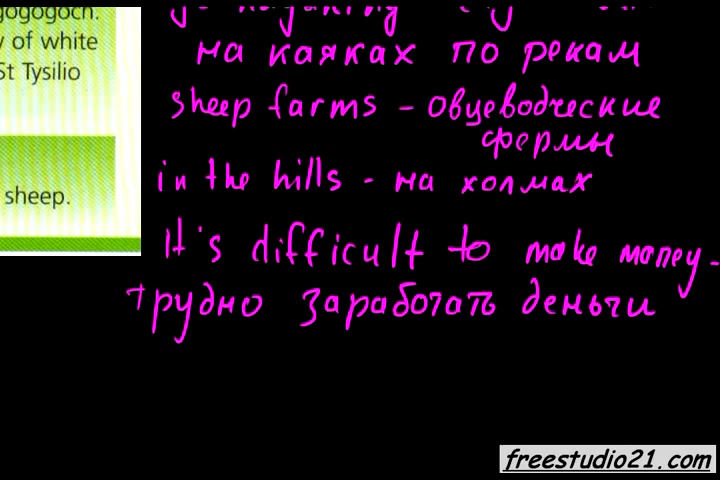 gogogoch.
y of white
St Tysilio
sheep.
на каяках по рекам
sheep farms - овцеводческие
фермы
in the hills - на холмах
It's difficult to make money -
трудно заработать деньги
freestudio21.com